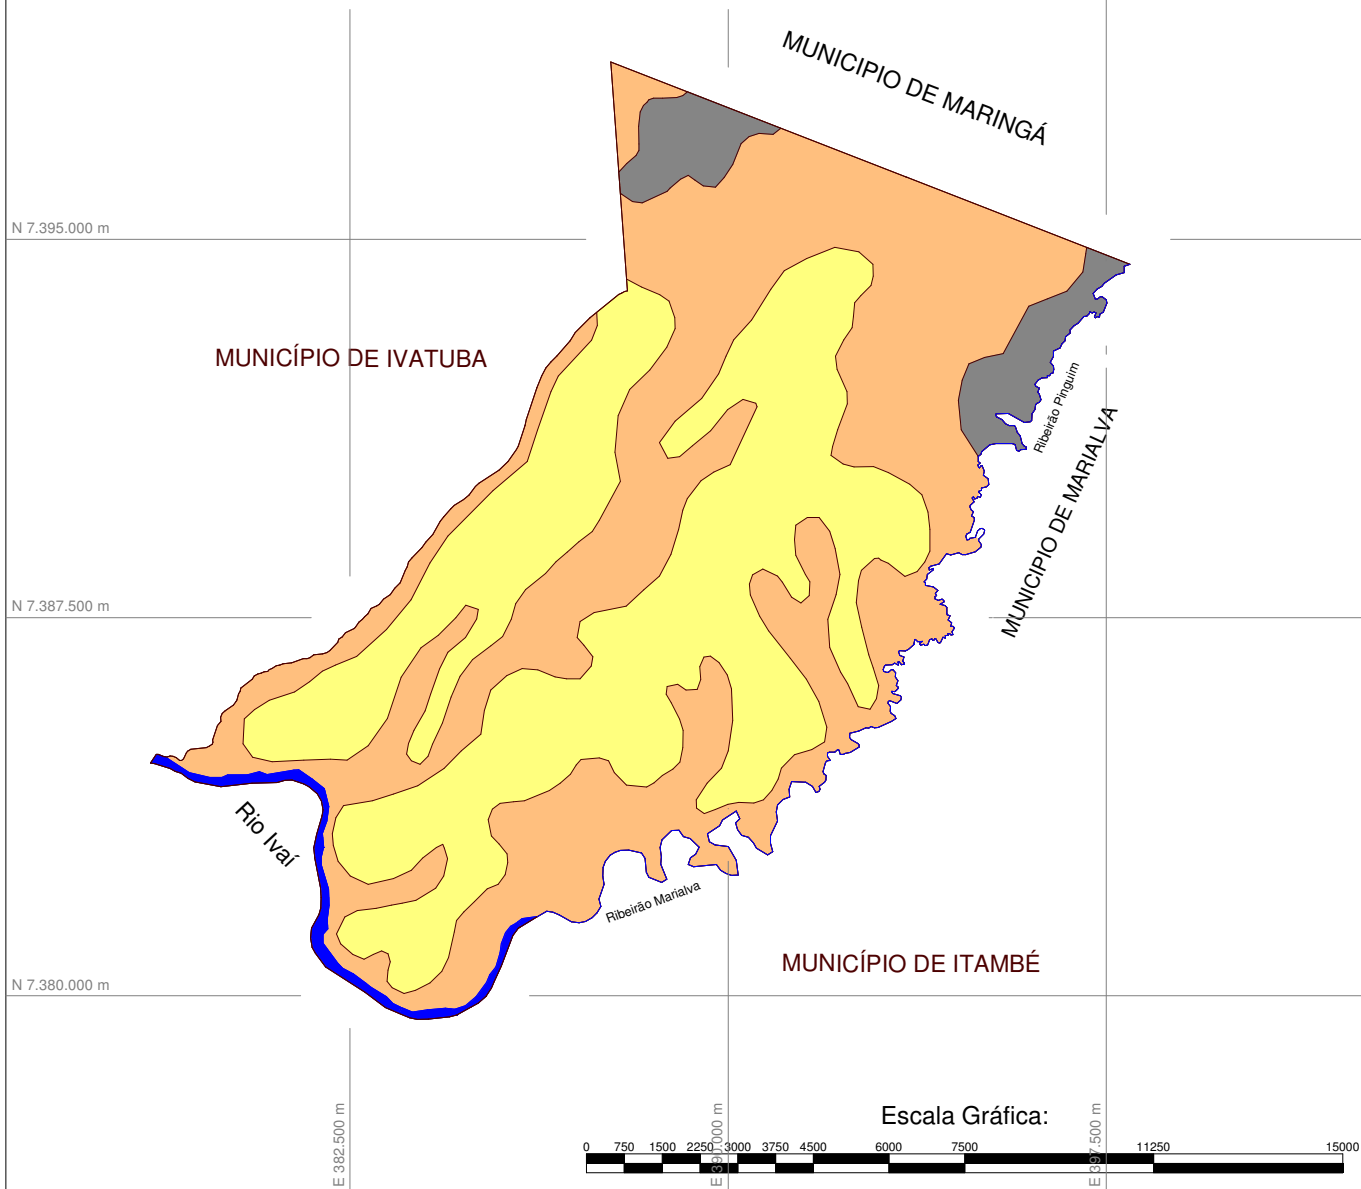 MUNICIPIO DE MARINGÁ
N 7.395.000 m
MUNICÍPIO DE IVATUBA
Ribeirão Pinguim
MUNICIPIO DE MARIALVA
N 7.387.500 m
Rio Ivaí
Ribeirão Marialva
MUNICÍPIO DE ITAMBÉ
N 7.380.000 m
E 382.500 m
E 390.000 m
E 397.500 m
Escala Gráfica:
0 750 1500 2250 3000 3750 4500 6000 7500 11250 15000